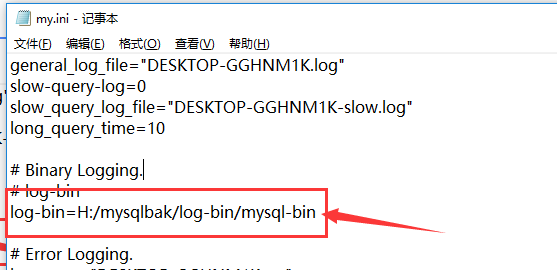 my.ini - 记事本
文件(F) 编辑(E) 格式(O) 查看(V) 帮助(H)
general_log_file="DESKTOP-GGHNM1K.log"
slow-query-log=0
slow_query_log_file="DESKTOP-GGHNM1K-slow.log"
long_query_time=10
# Binary Logging.
# log-bin
log-bin=H:/mysqlbak/log-bin/mysql-bin
# Error Logging.